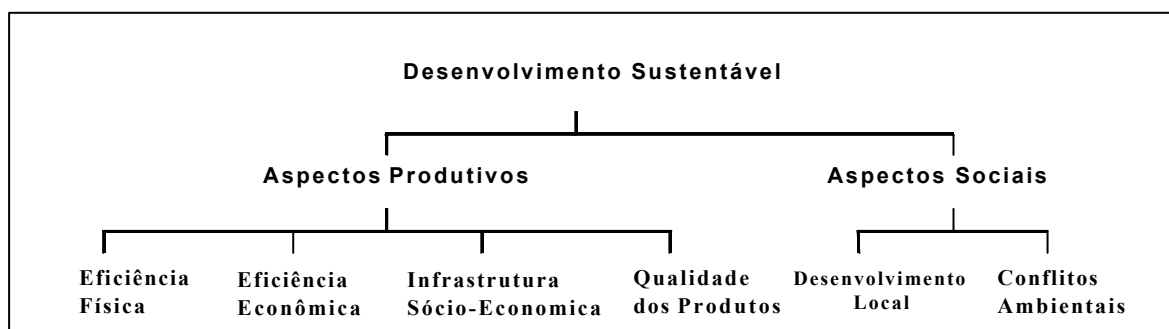 Desenvolvimento Sustentável
Aspectos Produtivos
Aspectos Sociais
Eficiência
Física
Eficiência
Econômica
Infrastrutura
Sócio-Economica
Qualidade
dos Produtos
Desenvolvimento
Local
Conflitos
Ambientais